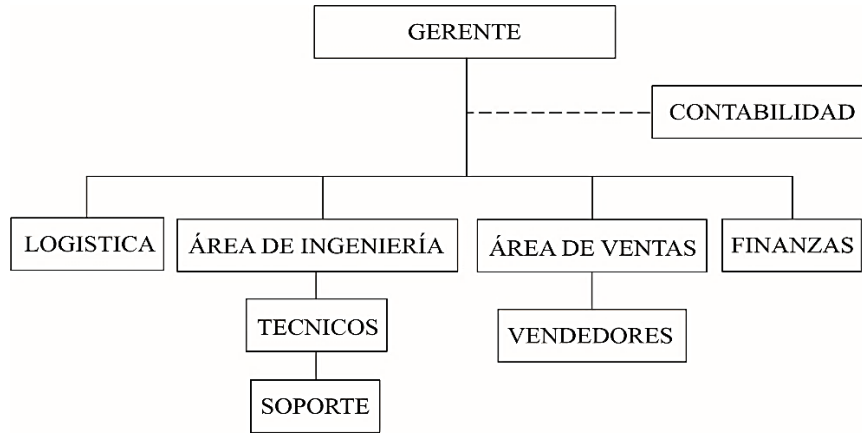 GERENTE
CONTABILIDAD
LOGISTICA
ÁREA DE INGENIERÍA
ÁREA DE VENTAS
FINANZAS
TECNICOS
VENDEDORES
SOPORTE